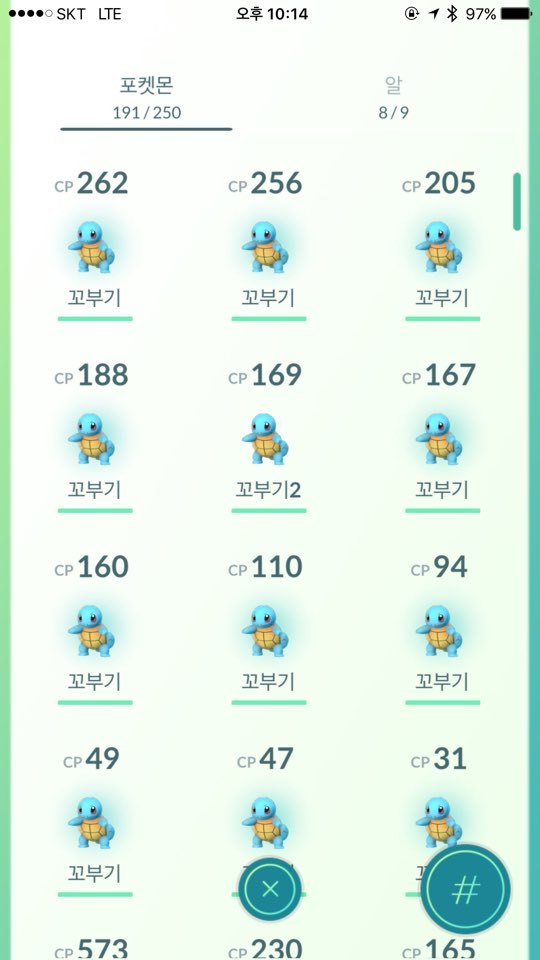 SKT LTE 오후 10:14 97%
포켓몬 알
191 / 250 8 / 9
CP 262 CP 256 CP 205
꼬부기 꼬부기 꼬부기
CP 188 CP 169 CP 167
꼬부기 꼬부기2 꼬부기
CP 160 CP 110 CP 94
꼬부기 꼬부기 꼬부기
CP 49 CP 47 CP 31
꼬부기
#
CP 573 CP 230 CP 165